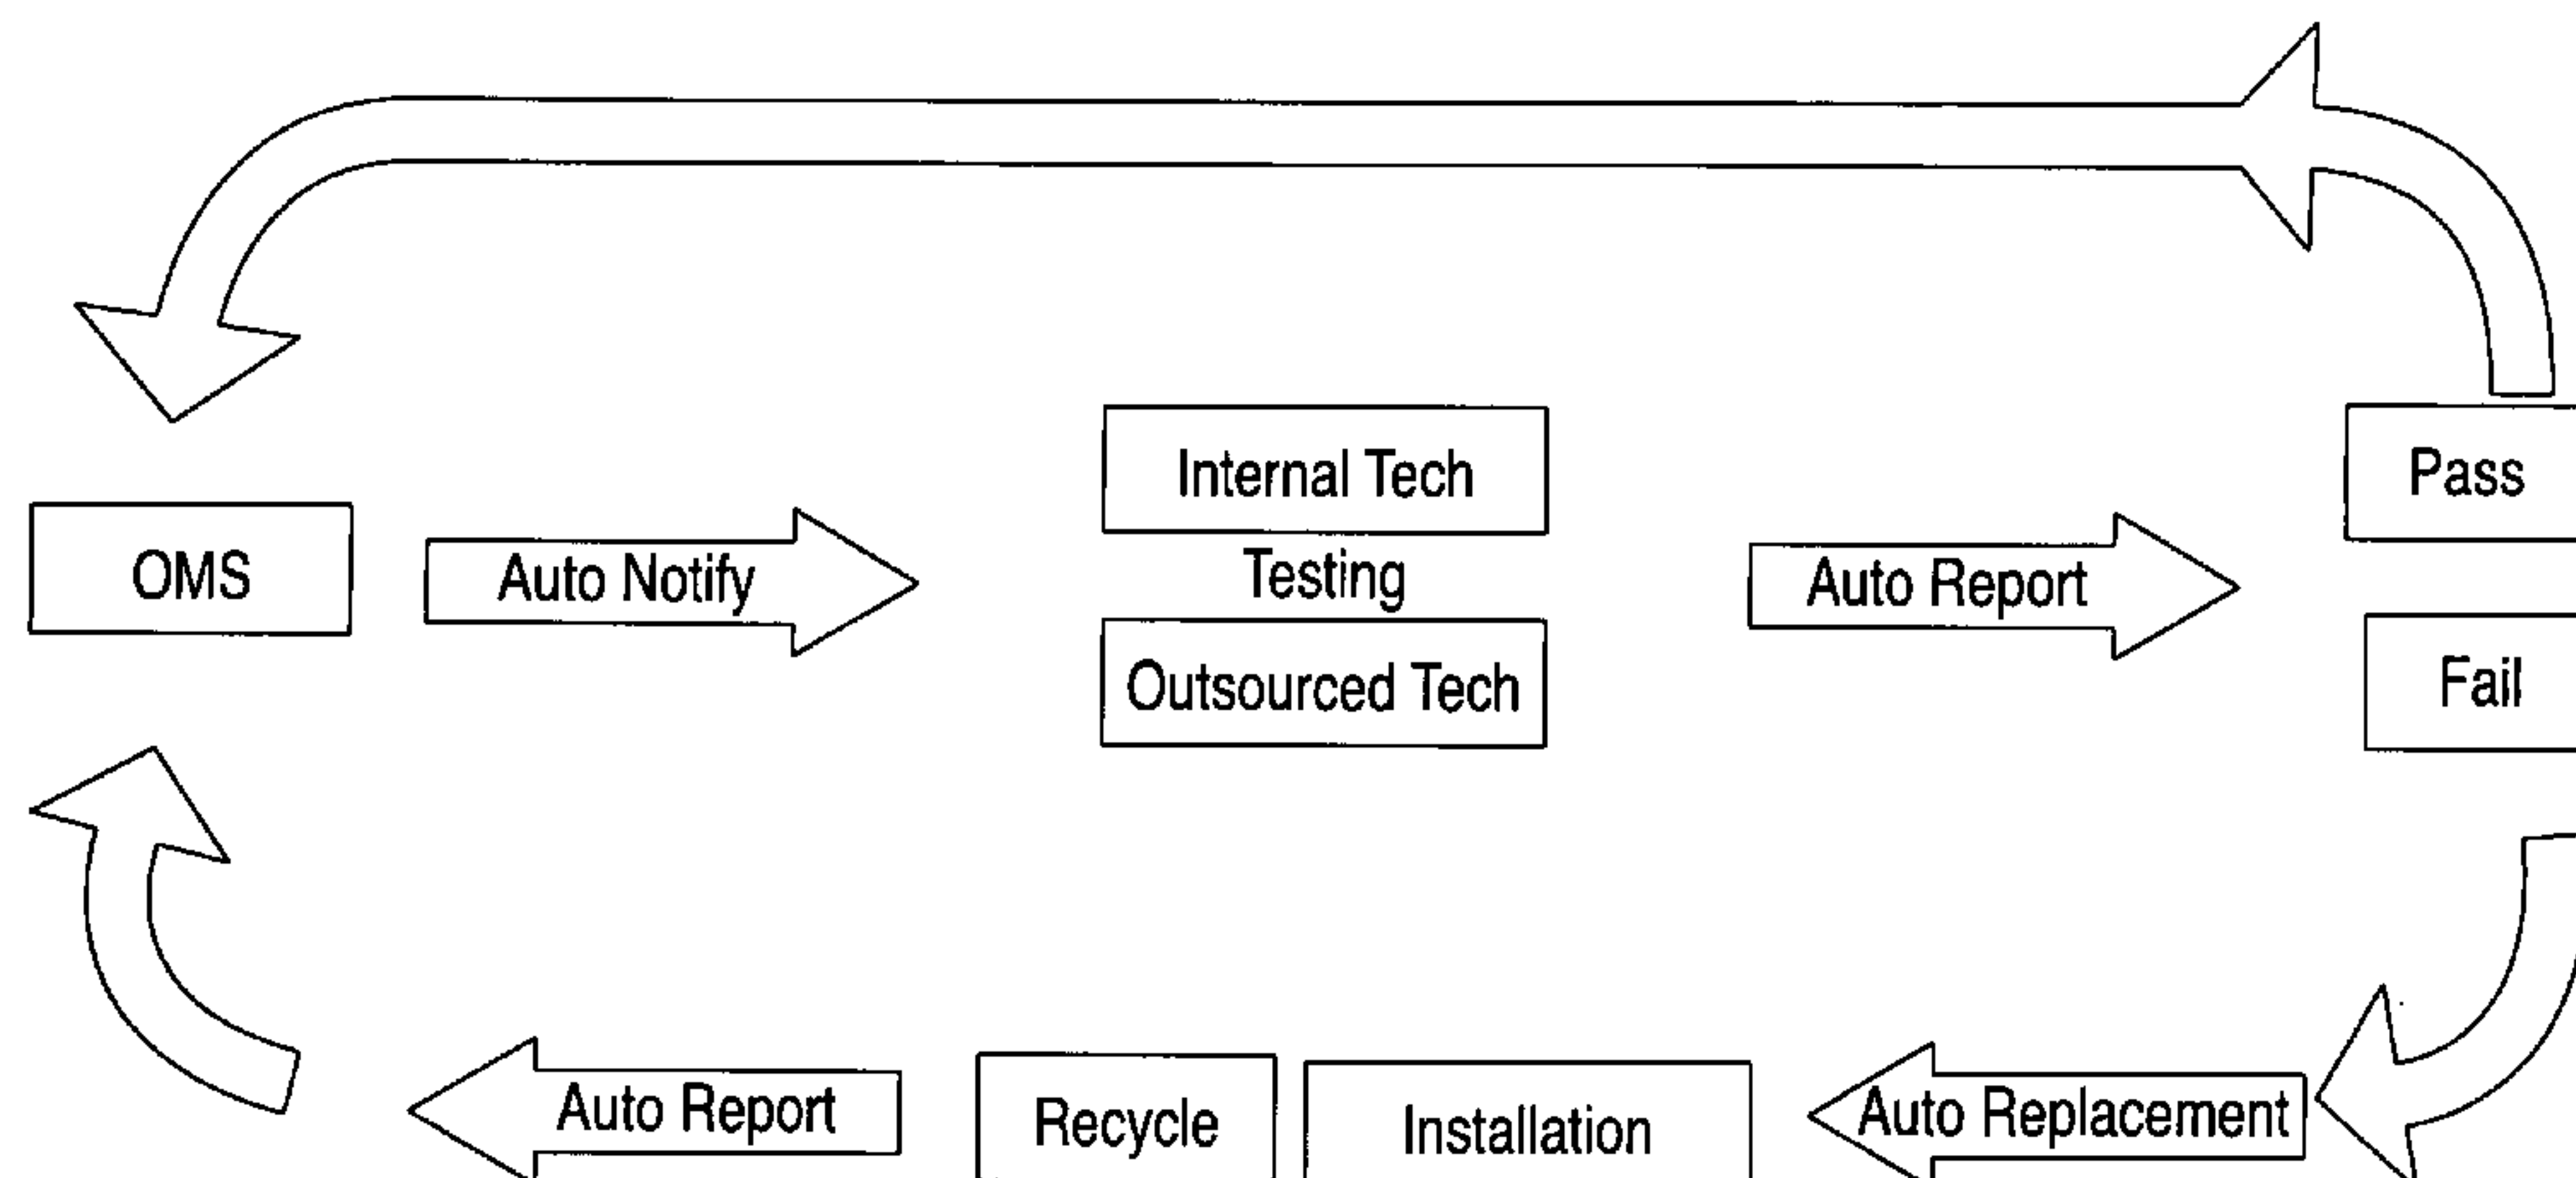 Internal Tech
Pass
OMS
Auto Notify
Testing
Auto Report
Outsourced Tech
Fail
Auto Report
Recycle
Installation
Auto Replacement